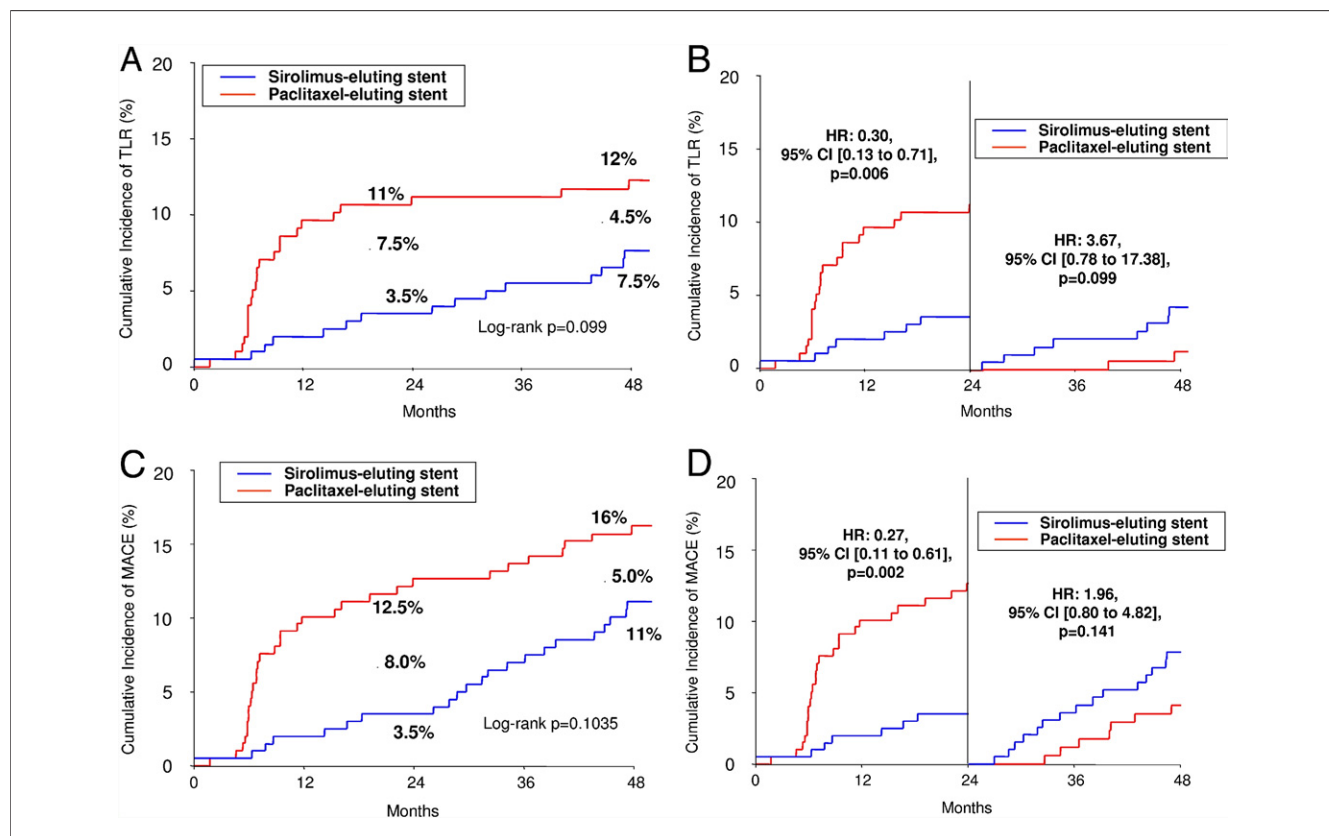 A
Sirolimus-eluting stent
Paclitaxel-eluting stent
Cumulative Incidence of TLR (%)
20
15
10
5
0
11%
12%
7.5%
4.5%
3.5%
7.5%
Log-rank p=0.099
0 12 24 36 48
Months
B
Cumulative Incidence of TLR (%)
20
15
10
5
0
HR: 0.30,
95% CI [0.13 to 0.71],
p=0.006
Sirolimus-eluting stent
Paclitaxel-eluting stent
HR: 3.67,
95% CI [0.78 to 17.38],
p=0.099
0 12 24 36 48
Months
C
Sirolimus-eluting stent
Paclitaxel-eluting stent
Cumulative Incidence of MACE (%)
20
15
10
5
0
16%
5.0%
12.5%
11%
8.0%
3.5%
Log-rank p=0.1035
0 12 24 36 48
Months
D
Cumulative Incidence of MACE (%)
20
15
10
5
0
HR: 0.27,
95% CI [0.11 to 0.61],
p=0.002
Sirolimus-eluting stent
Paclitaxel-eluting stent
HR: 1.96,
95% CI [0.80 to 4.82],
p=0.141
0 12 24 36 48
Months